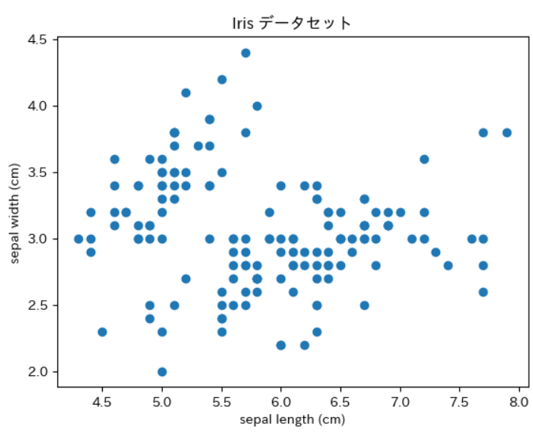 Iris データセット
4.5
4.0
3.5
3.0
2.5
2.0
sepal width (cm)
4.5 5.0 5.5 6.0 6.5 7.0 7.5 8.0
sepal length (cm)